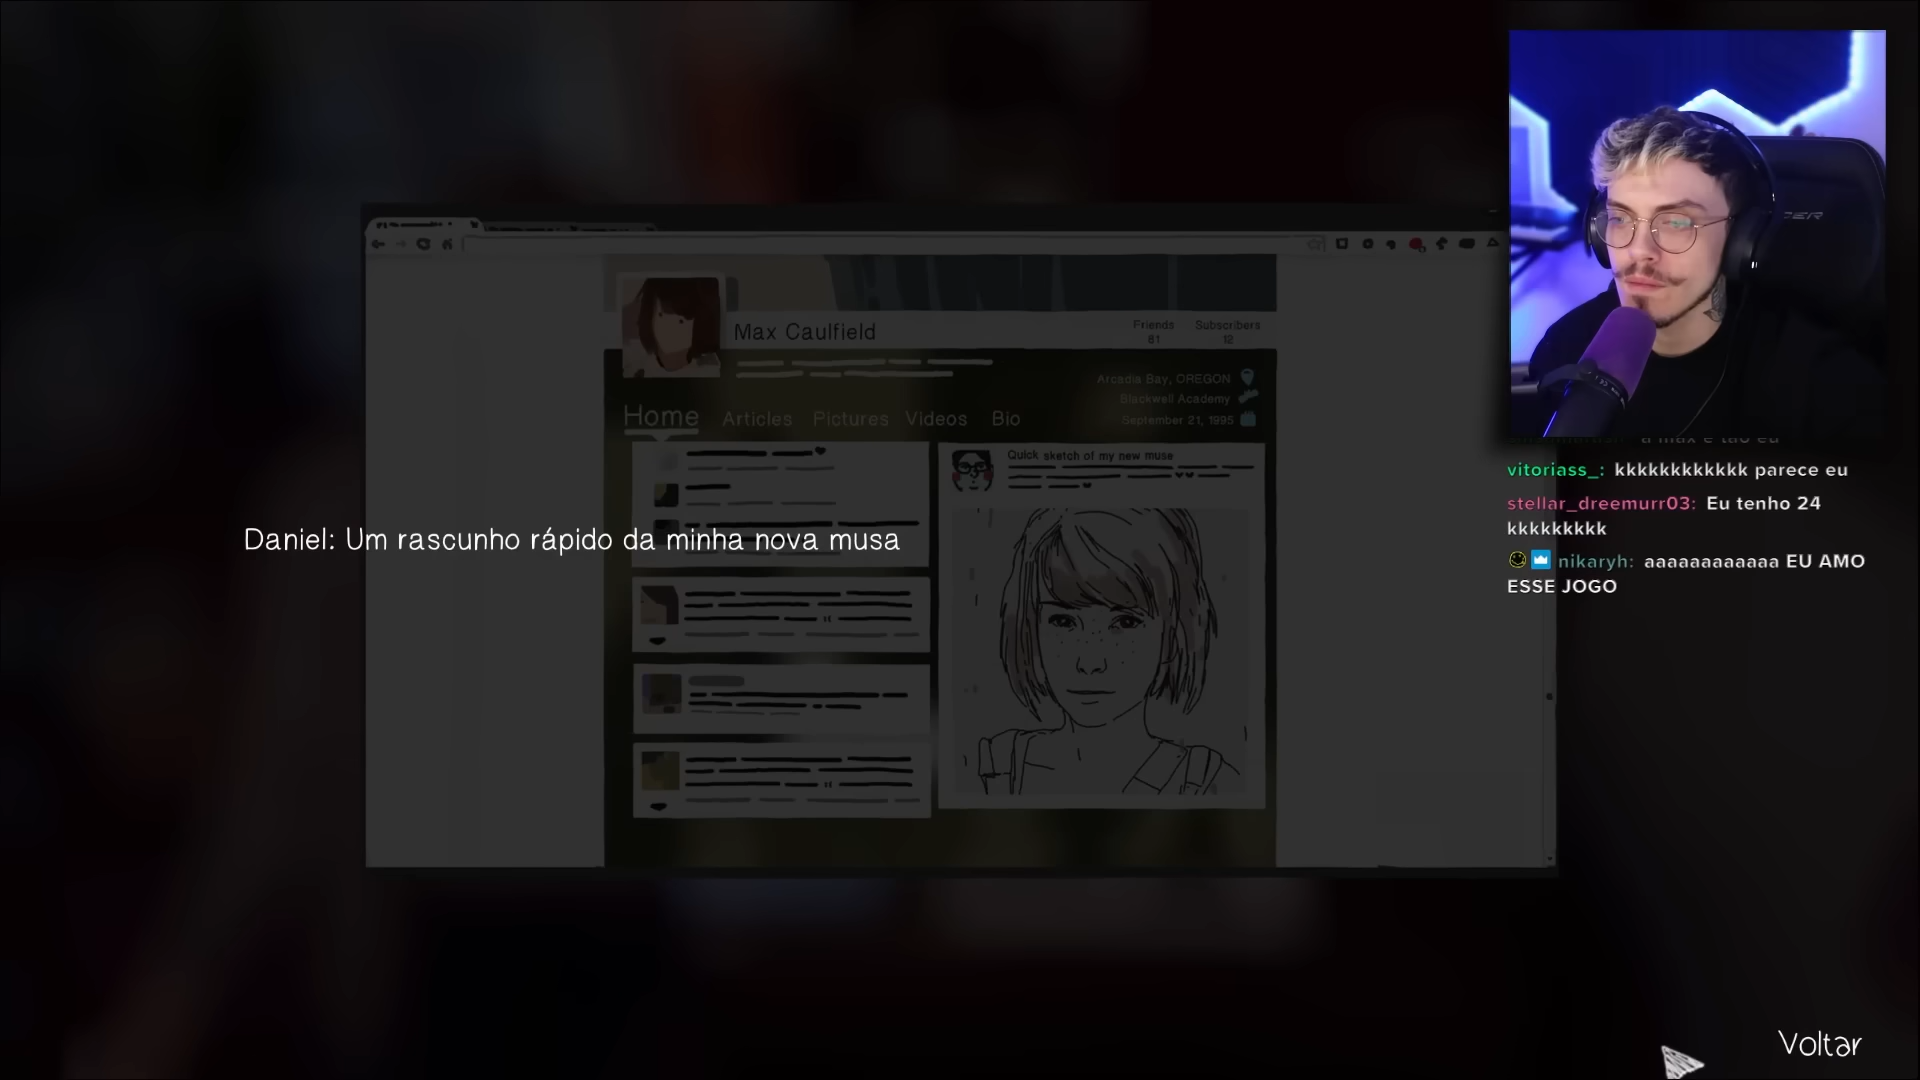 Max Caulfield
Friends
81
Subscribers
12
Arcadia Bay, OREGON
Blackwell Academy
September 21, 1995
Home Articles Pictures Videos Bio
Quick sketch of my new muse
Daniel: Um rascunho rápido da minha nova musa
vitoriass_: kkkkkkkkkkkk parece eu
stellar_dreemurr03: Eu tenho 24
kkkkkkkkk
nikaryh: aaaaaaaaaaaa EU AMO
ESSE JOGO
Voltar